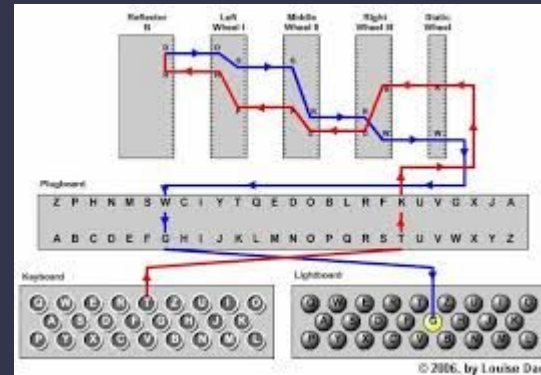 Reflector Left Middle Right Static
B Wheel I Wheel II Wheel III Wheel
Plugboard
Z P H N M S W C I Y T Q E D O B L R F K U V G X J A
A B C D E F G H I J K L M N O P Q R S T U V W X Y Z
Keyboard Lightboard
Q W E R T Z U I O Q W E R T Z U I O
A S D F G H J K A S D F G H J K
P Y X C V B N M L P Y X C V B N M L
© 2006, by Louise Da